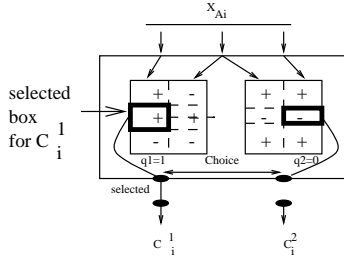 X_Ai
selected
box
for C_i^1
+ - + +
+ + -
- - + +
q1=1 Choice q2=0
selected
C_i^1 C_i^2